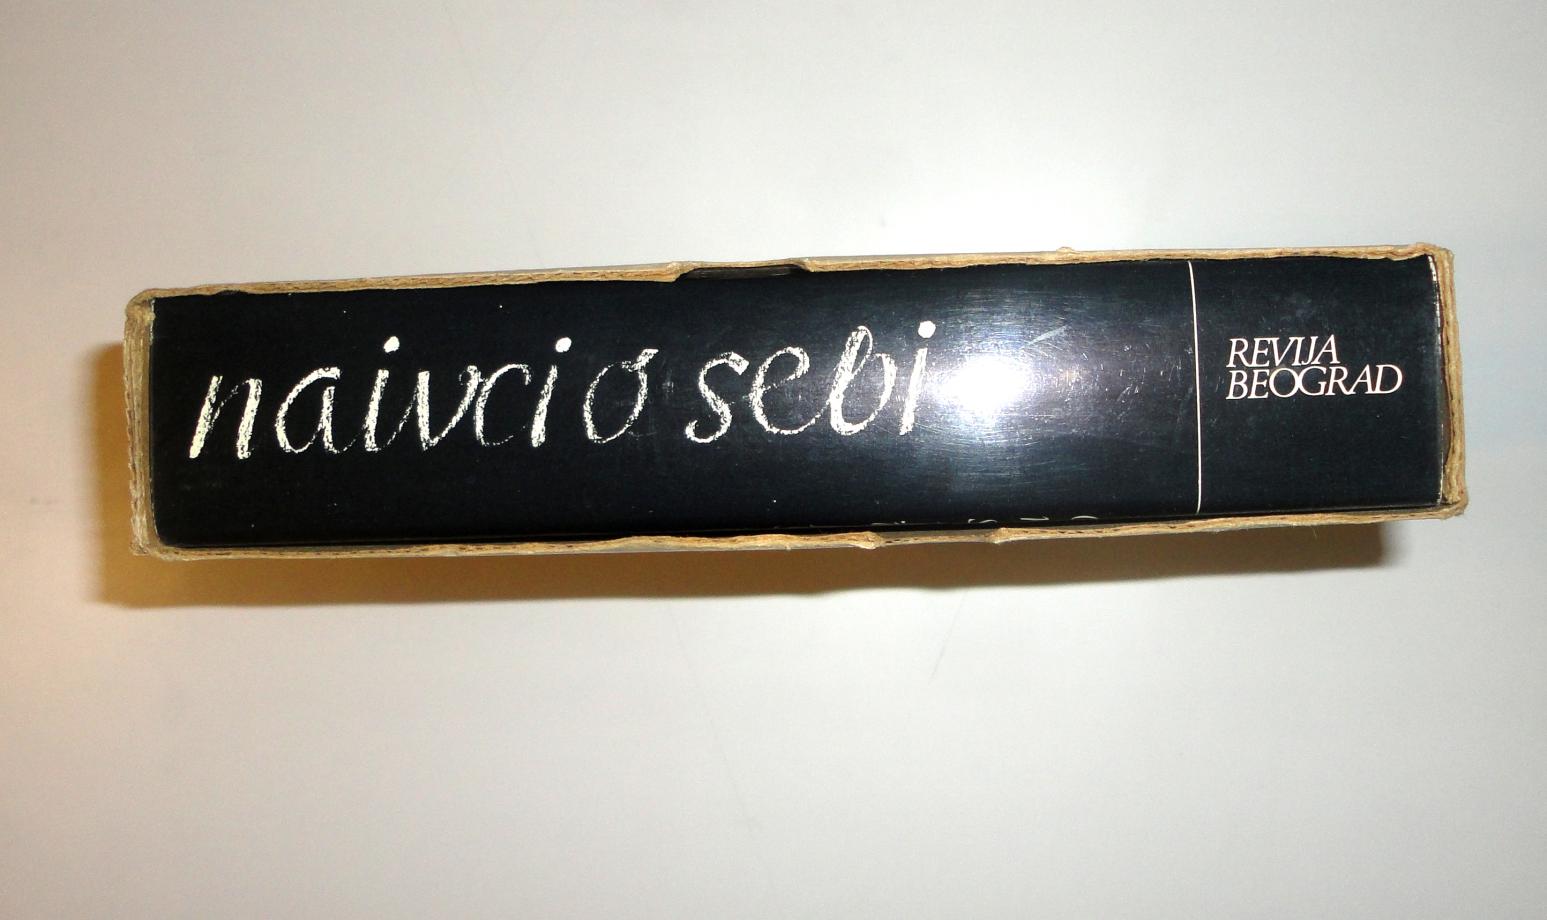 naivci o sebi
REVIJA
BEOGRAD